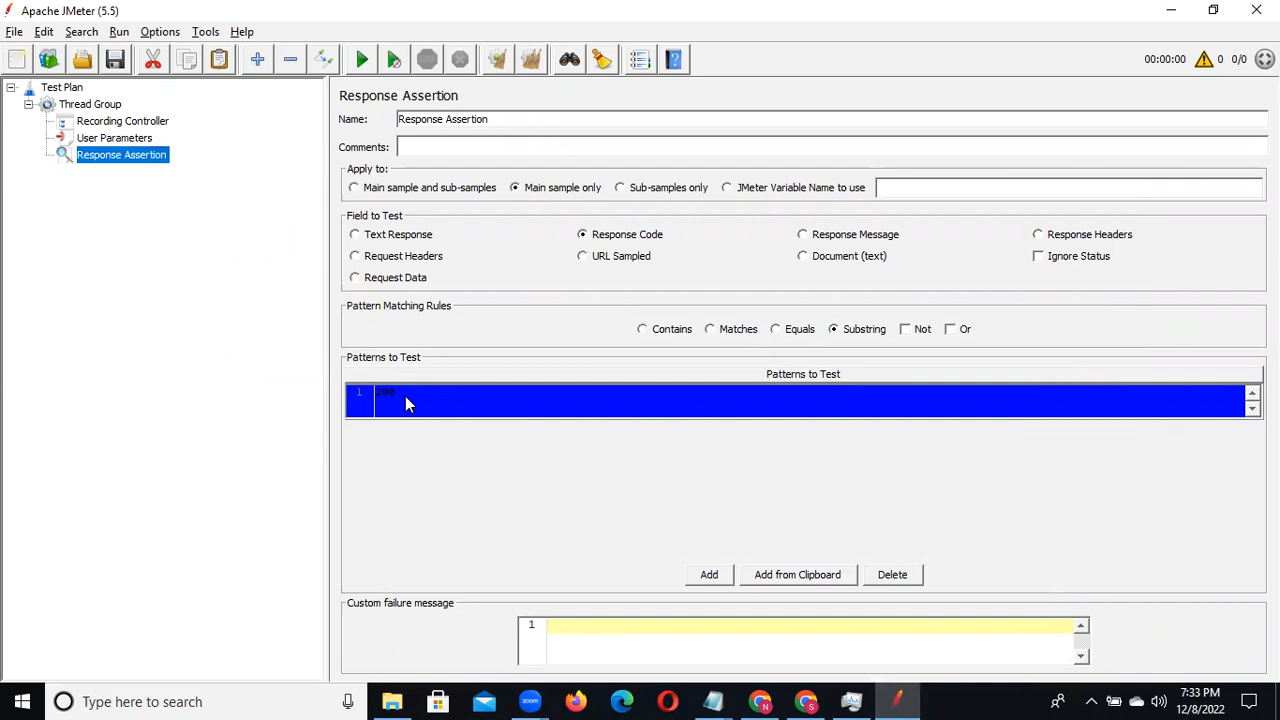 Apache JMeter (5.5)
File Edit Search Run Options Tools Help
00:00:00 0 0/0
Test Plan
Thread Group
Recording Controller
User Parameters
Response Assertion
Response Assertion
Name: Response Assertion
Comments:
Apply to:
Main sample and sub-samples Main sample only Sub-samples only JMeter Variable Name to use
Field to Test
Text Response Response Code Response Message Response Headers
Request Headers URL Sampled Document (text) Ignore Status
Request Data
Pattern Matching Rules
Contains Matches Equals Substring Not Or
Patterns to Test
Patterns to Test
1 200
Add Add from Clipboard Delete
Custom failure message
1
Type here to search
zoom
N S
7:33 PM
12/8/2022